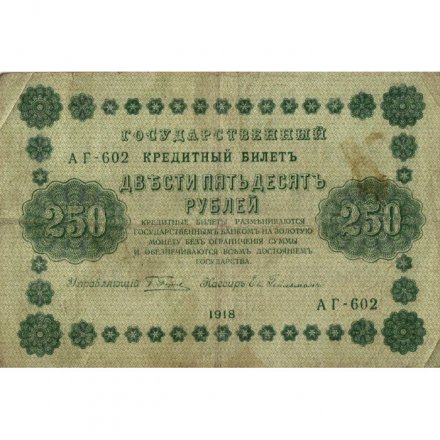 ГОСУДАРСТВЕННЫЙ
АГ-602 КРЕДИТНЫЙ БИЛЕТЪ
ДВѢСТИ ПЯТЬДЕСЯТЪ
РУБЛЕЙ
250 250
КРЕДИТНЫЕ БИЛЕТЫ РАЗМѢНИВАЮТСЯ
ГОСУДАРСТВЕННЫМЪ БАНКОМЪ НА ЗОЛОТУЮ
МОНЕТУ БЕЗЪ ОГРАНИЧЕНІЯ СУММЫ
И ОБЕЗПЕЧИВАЮТСЯ ВСѢМЪ ДОСТОЯНІЕМЪ
ГОСУДАРСТВА.
Управляющій Кассиръ
АГ-602
1918